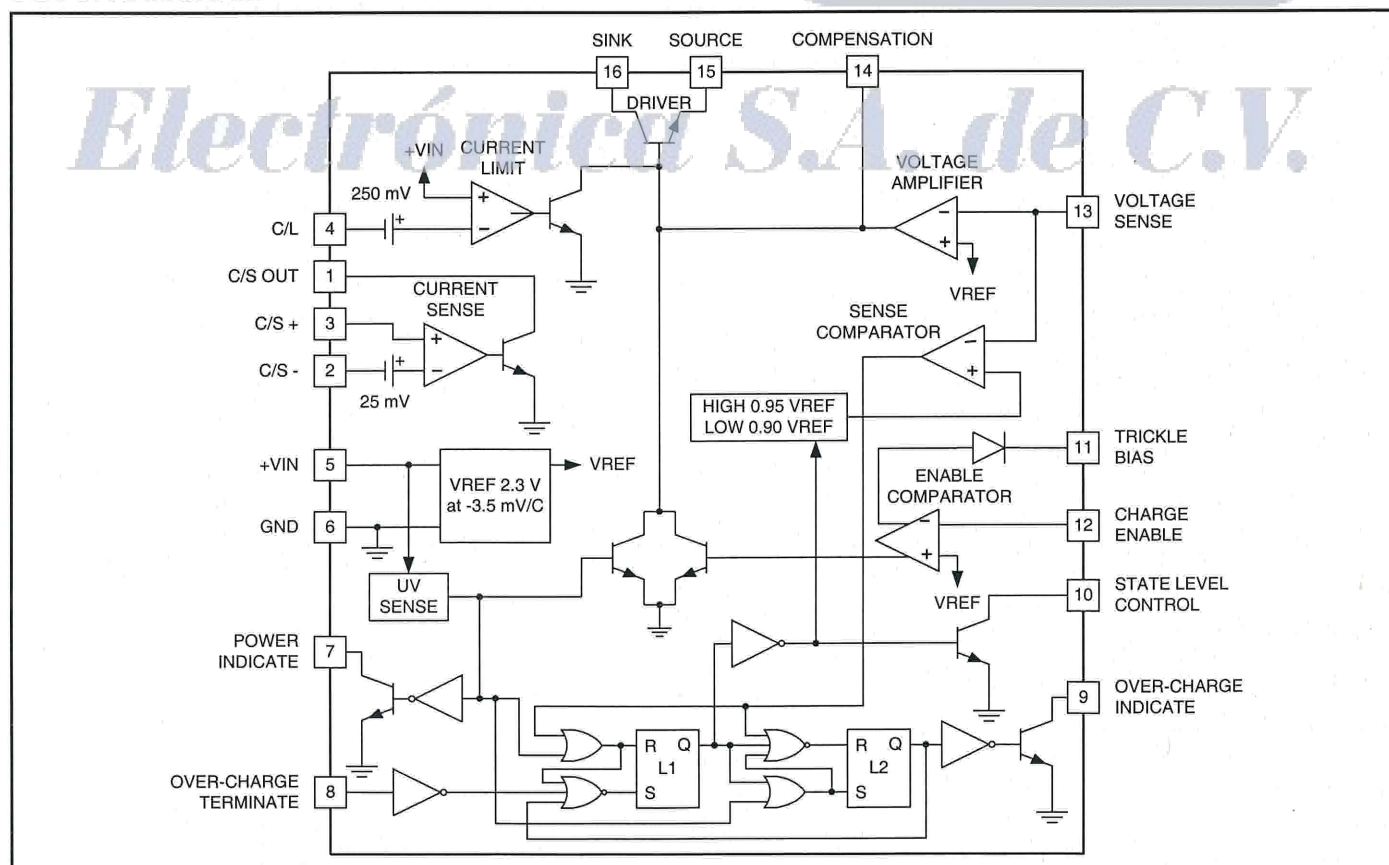 SINK SOURCE COMPENSATION
16 15 14
DRIVER
Electrónica S.A. de C.V.
+VIN
CURRENT
LIMIT
VOLTAGE
AMPLIFIER
250 mV
+
+
-
-
+
C/L 4
13 VOLTAGE
SENSE
VREF
C/S OUT 1
CURRENT
SENSE
C/S + 3
+
+
-
C/S - 2
25 mV
SENSE
COMPARATOR
-
+
HIGH 0.95 VREF
LOW 0.90 VREF
11 TRICKLE
BIAS
+VIN 5
VREF 2.3 V
at -3.5 mV/C
VREF
GND 6
ENABLE
COMPARATOR
-
+
12 CHARGE
ENABLE
VREF
UV
SENSE
10 STATE LEVEL
CONTROL
POWER
INDICATE
7
9 OVER-CHARGE
INDICATE
R Q
L1
S
R Q
L2
S
OVER-CHARGE
TERMINATE
8